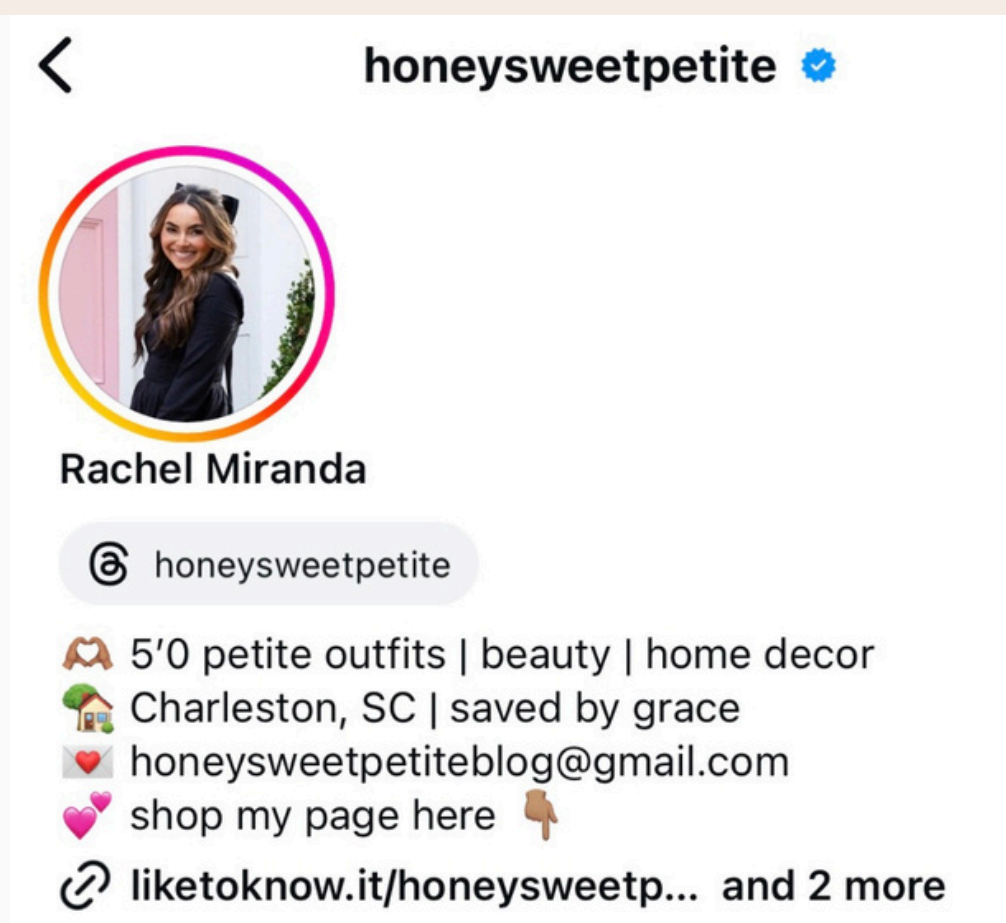 honeysweetpetite
Rachel Miranda
honeysweetpetite
5'0 petite outfits | beauty | home decor
Charleston, SC | saved by grace
honeysweetpetiteblog@gmail.com
shop my page here
liketoknow.it/honeysweetp... and 2 more